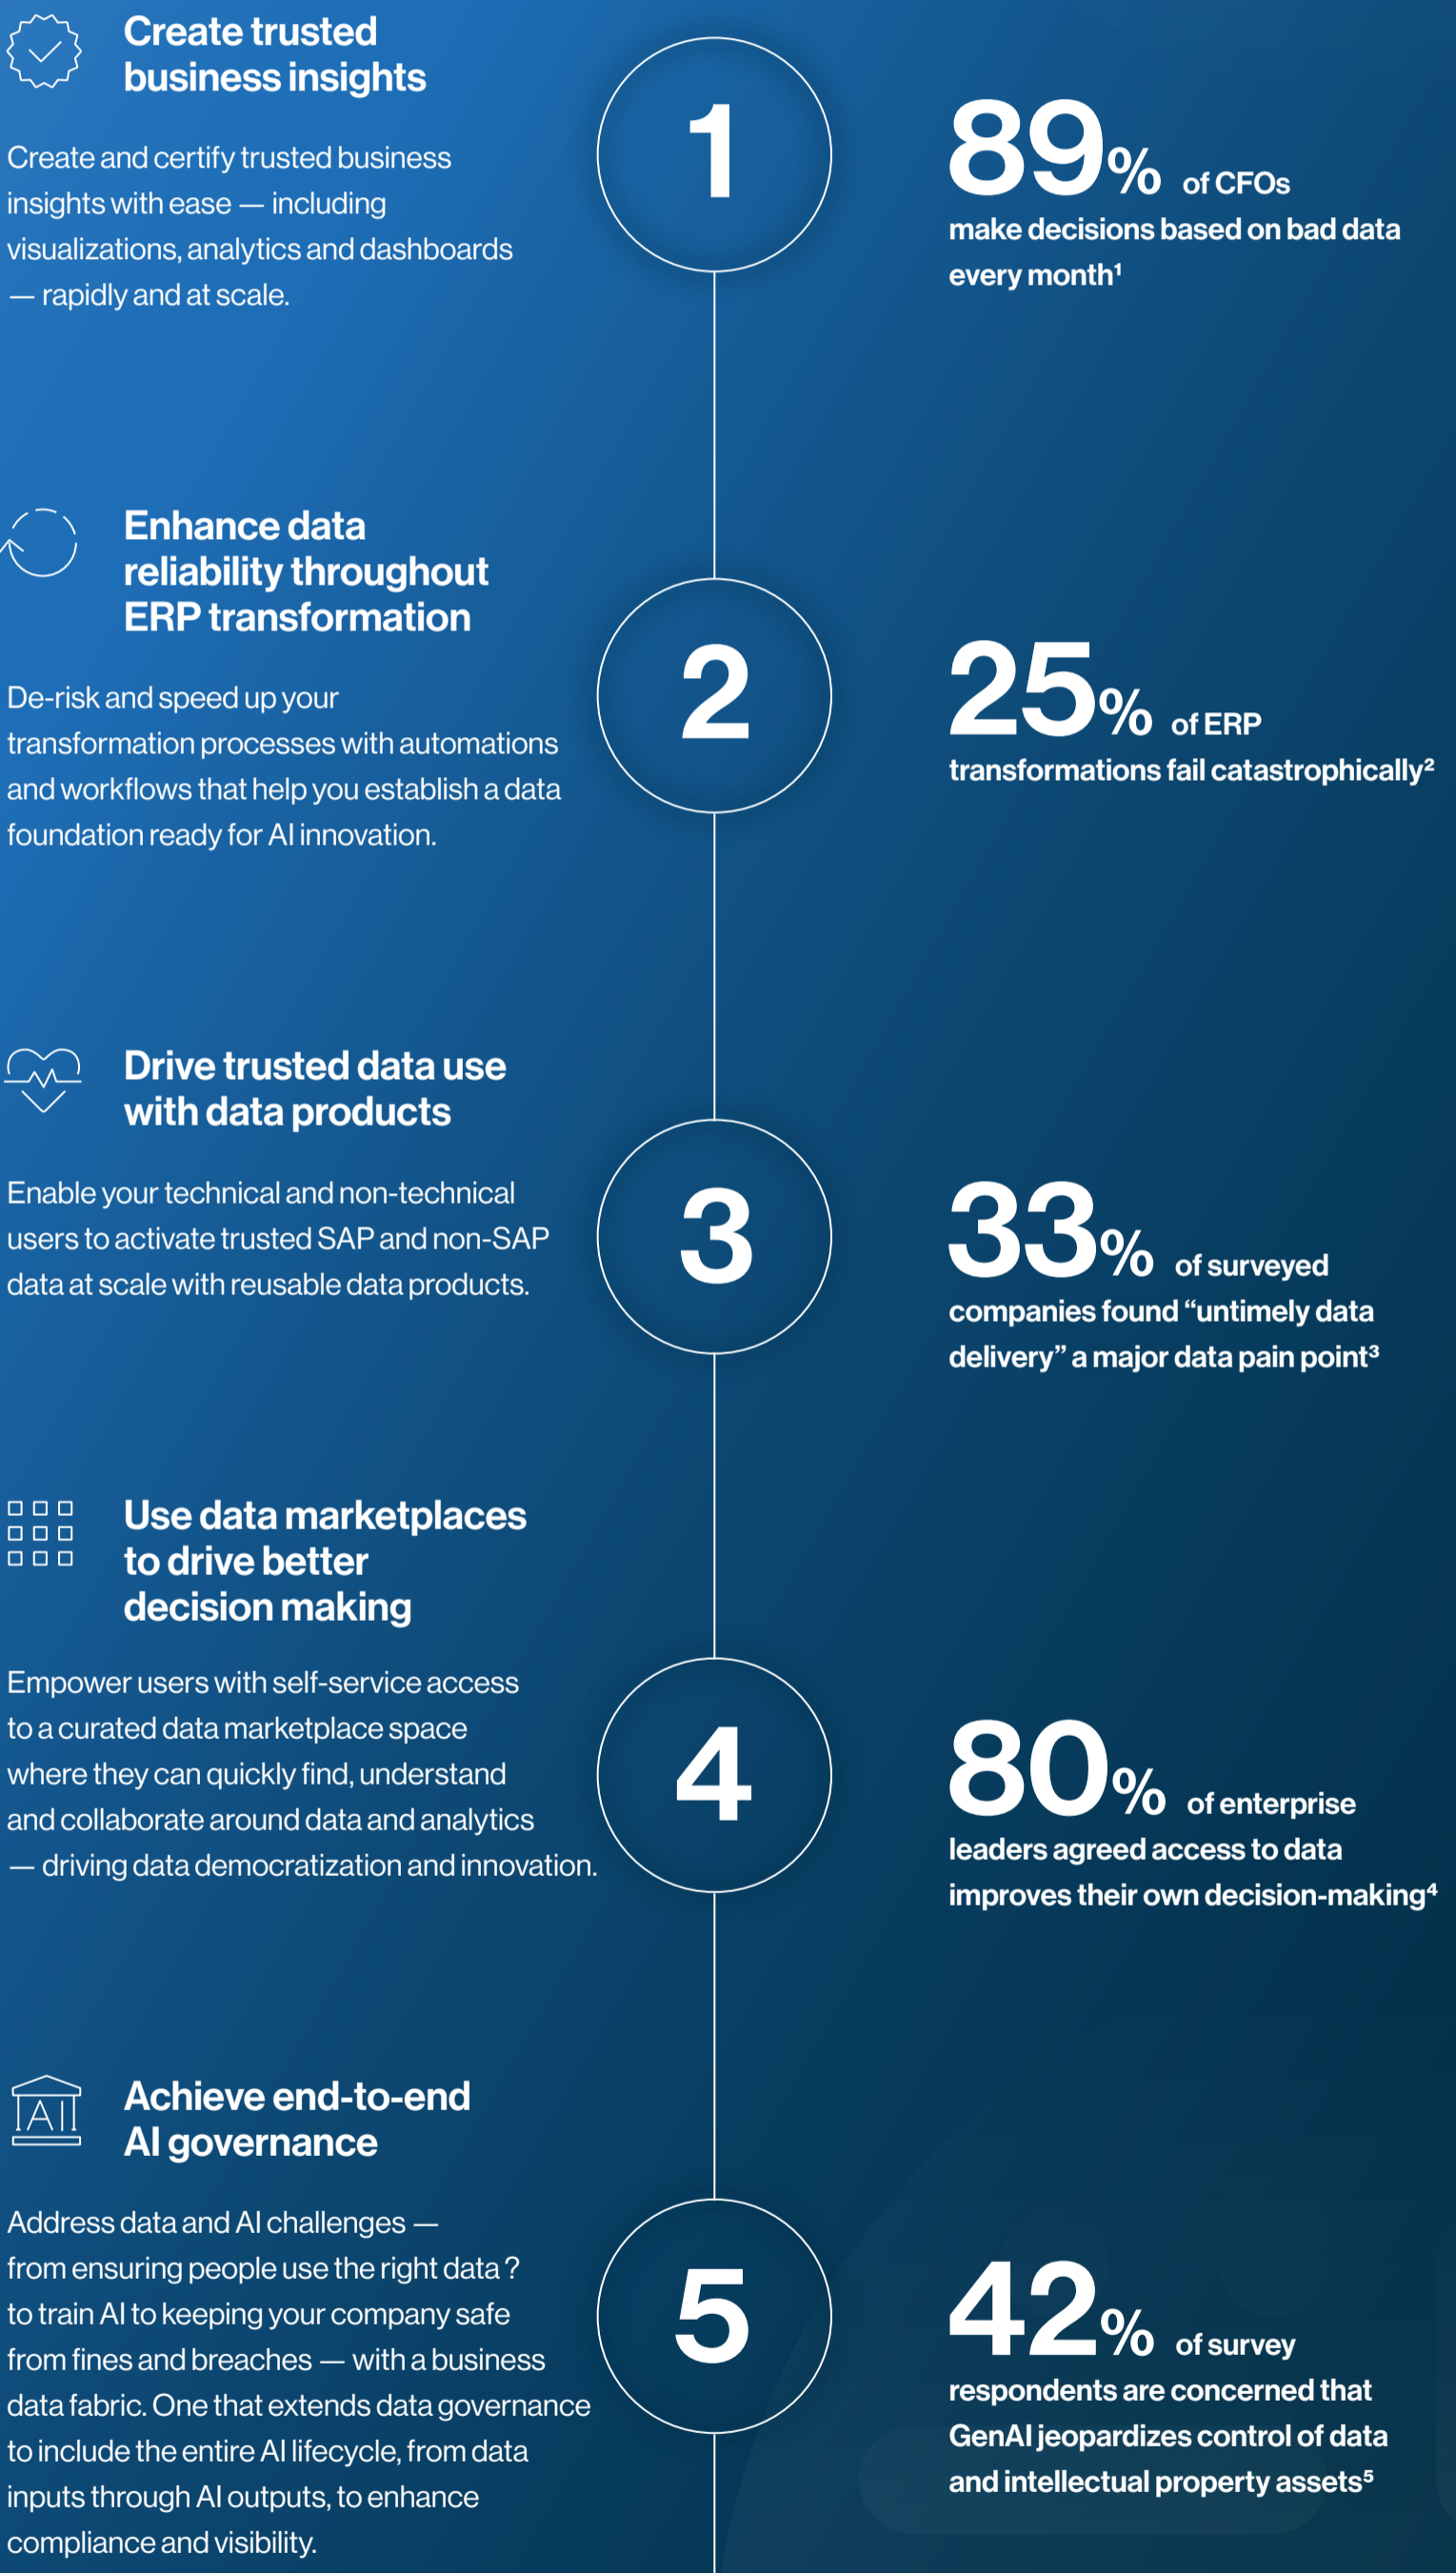 Create trusted
business insights
Create and certify trusted business
insights with ease — including
visualizations, analytics and dashboards
— rapidly and at scale.
1
89% of CFOs
make decisions based on bad data
every month¹
Enhance data
reliability throughout
ERP transformation
De-risk and speed up your
transformation processes with automations
and workflows that help you establish a data
foundation ready for AI innovation.
2
25% of ERP
transformations fail catastrophically²
Drive trusted data use
with data products
Enable your technical and non-technical
users to activate trusted SAP and non-SAP
data at scale with reusable data products.
3
33% of surveyed
companies found “untimely data
delivery” a major data pain point³
Use data marketplaces
to drive better
decision making
Empower users with self-service access
to a curated data marketplace space
where they can quickly find, understand
and collaborate around data and analytics
— driving data democratization and innovation.
4
80% of enterprise
leaders agreed access to data
improves their own decision-making⁴
AI
Achieve end-to-end
AI governance
Address data and AI challenges —
from ensuring people use the right data ?
to train AI to keeping your company safe
from fines and breaches — with a business
data fabric. One that extends data governance
to include the entire AI lifecycle, from data
inputs through AI outputs, to enhance
compliance and visibility.
5
42% of survey
respondents are concerned that
GenAI jeopardizes control of data
and intellectual property assets⁵